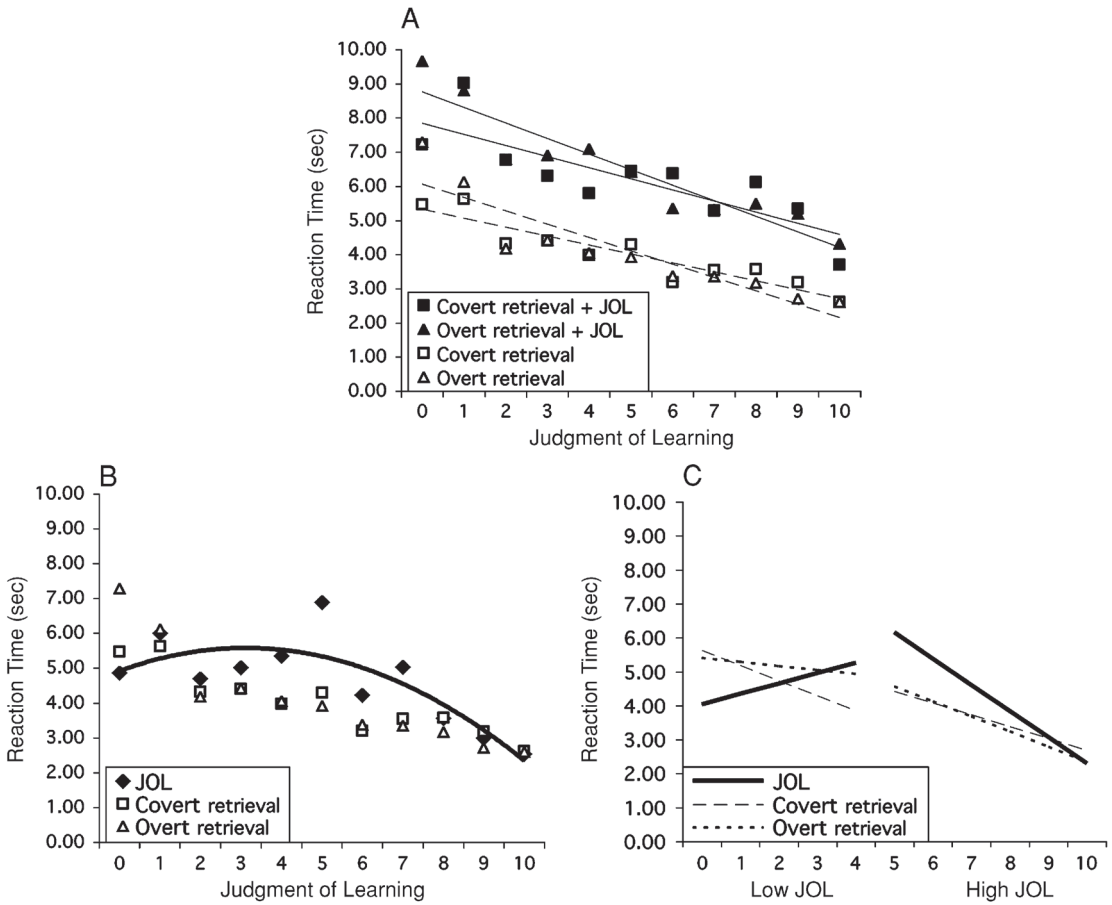 A
10.00
9.00
8.00
7.00
6.00
5.00
4.00
3.00
2.00
1.00
0.00
Reaction Time (sec)
Covert retrieval + JOL
Overt retrieval + JOL
Covert retrieval
Overt retrieval
0 1 2 3 4 5 6 7 8 9 10
Judgment of Learning
B
10.00
9.00
8.00
7.00
6.00
5.00
4.00
3.00
2.00
1.00
0.00
Reaction Time (sec)
JOL
Covert retrieval
Overt retrieval
0 1 2 3 4 5 6 7 8 9 10
Judgment of Learning
C
10.00
9.00
8.00
7.00
6.00
5.00
4.00
3.00
2.00
1.00
0.00
Reaction Time (sec)
JOL
Covert retrieval
Overt retrieval
0 1 2 3 4 5 6 7 8 9 10
Low JOL High JOL